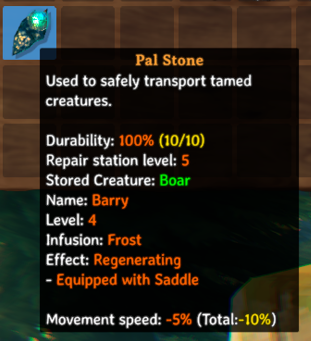 Pal Stone
Used to safely transport tamed
creatures.
Durability: 100% (10/10)
Repair station level: 5
Stored Creature: Boar
Name: Barry
Level: 4
Infusion: Frost
Effect: Regenerating
- Equipped with Saddle
Movement speed: -5% (Total:-10%)